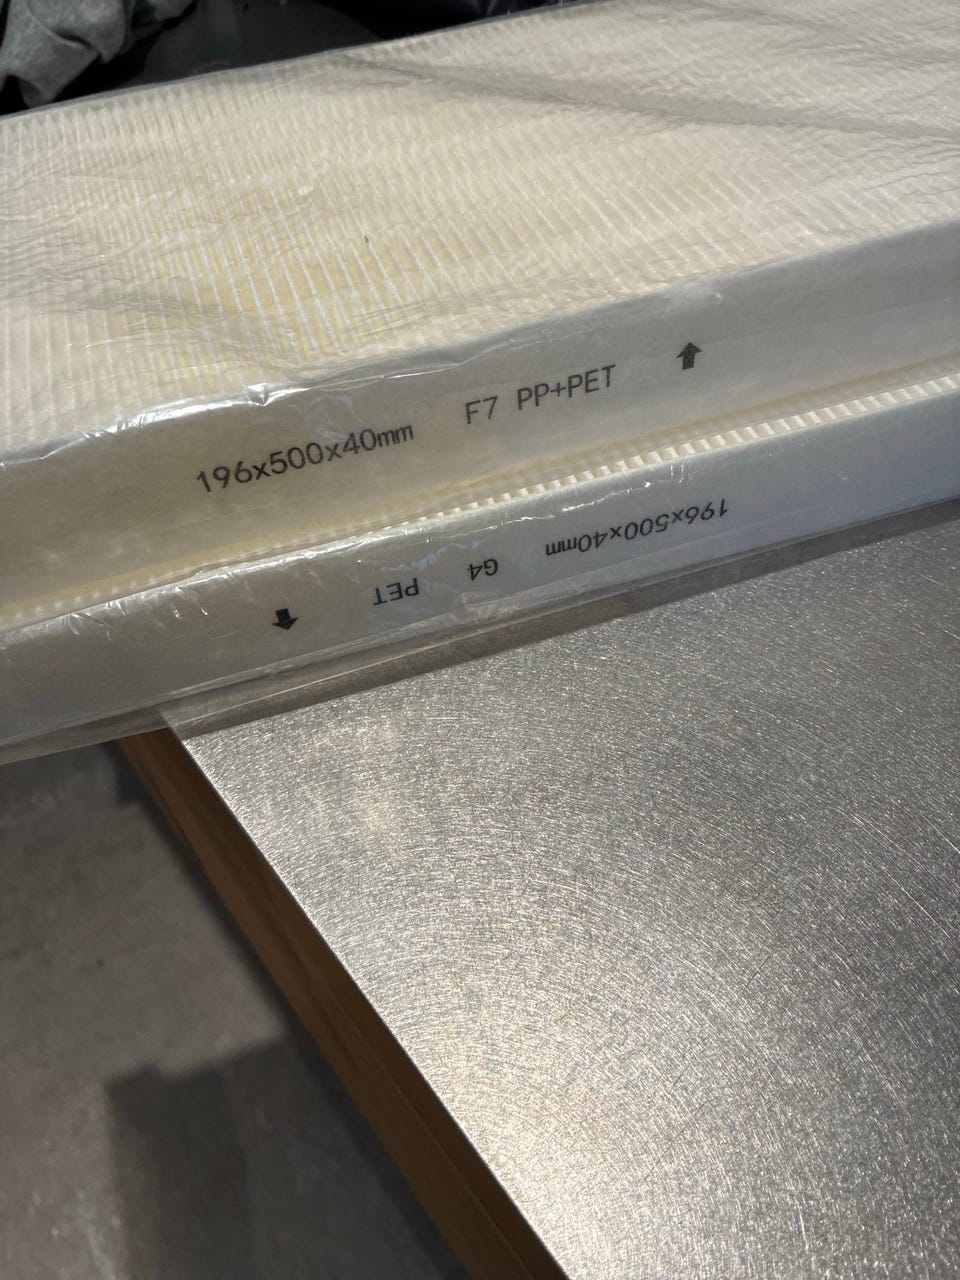 196x500x40mm F7 PP+PET ⬆
196x500x40mm G4 PET ⬆